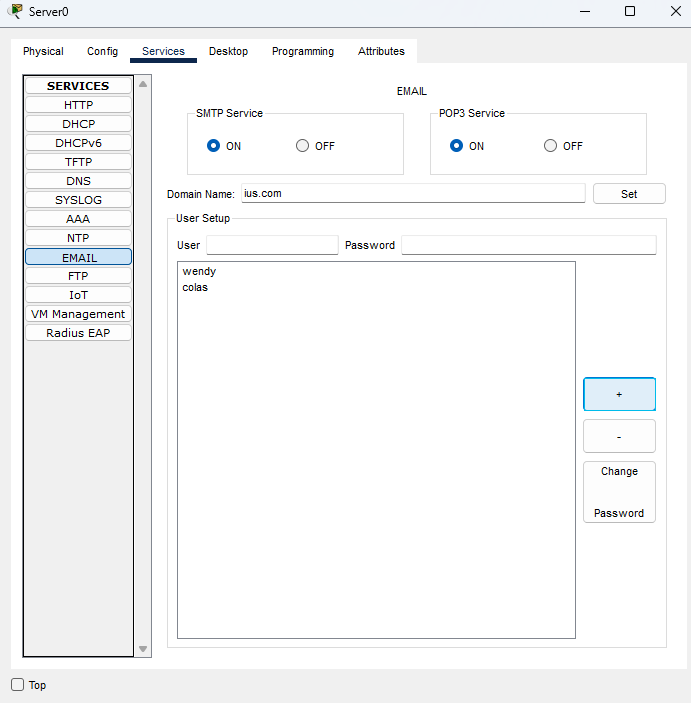 Server0
Physical Config Services Desktop Programming Attributes
SERVICES
HTTP
DHCP
DHCPv6
TFTP
DNS
SYSLOG
AAA
NTP
EMAIL
FTP
IoT
VM Management
Radius EAP
EMAIL
SMTP Service
ON OFF
POP3 Service
ON OFF
Domain Name: ius.com Set
User Setup
User Password
wendy
colas
+
-
Change
Password
Top